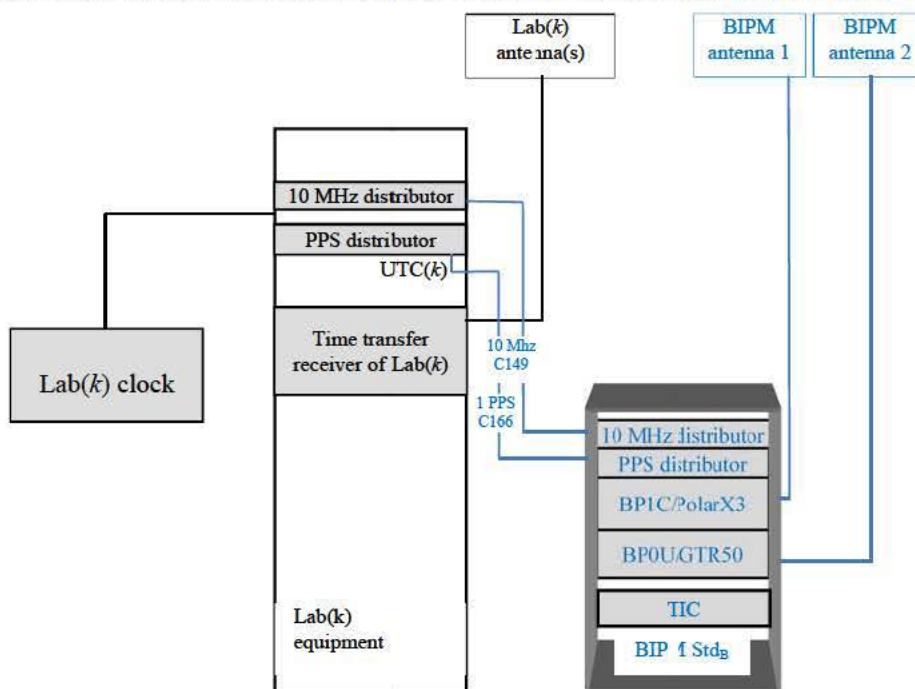 Lab(k)
antenna(s)
BIPM
antenna 1
BIPM
antenna 2
10 MHz distributor
PPS distributor
UTC(k)
Time transfer
receiver of Lab(k)
Lab(k) clock
10 Mhz
C149
1 PPS
C166
10 MHz distributor
PPS distributor
BP1C/PolarX3
BP0U/GTR50
TIC
BIPM StdB
Lab(k)
equipment